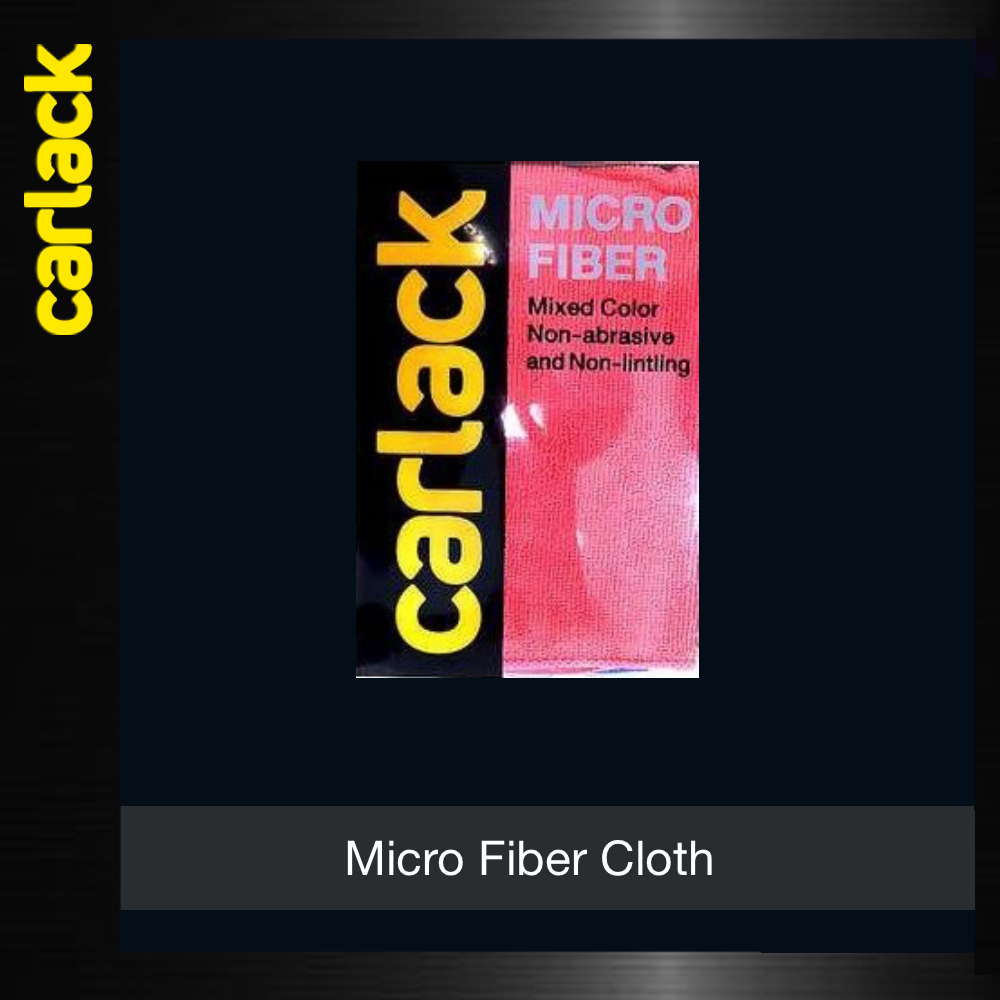 carlack
carlack
MICRO
FIBER
Mixed Color
Non-abrasive
and Non-lintling
Micro Fiber Cloth